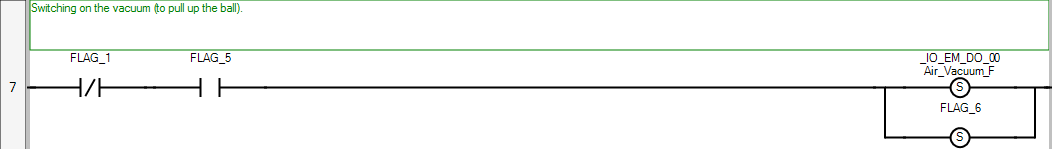 Switching on the vacuum (to pull up the ball).
FLAG_1
FLAG_5
_IO_EM_DO_00
Air_Vacuum_F
7
S
FLAG_6
S